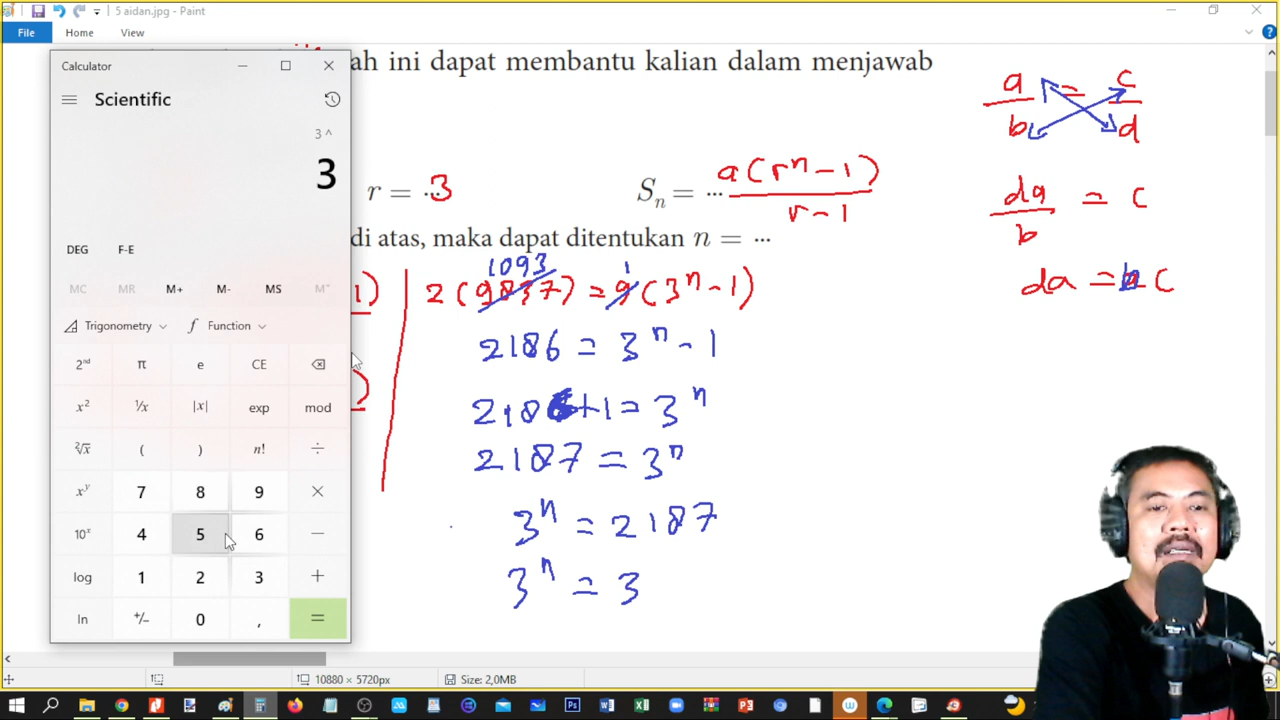 5 aidan.jpg - Paint
File Home View
ah ini dapat membantu kalian dalam menjawab
Calculator
Scientific
3 ^
3
DEG F-E
MC MR M+ M- MS M˅
Trigonometry Function
2ⁿᵈ π e CE
x² ¹/x |x| exp mod
²√x ( ) n! ÷
xʸ 7 8 9 ×
10ˣ 4 5 6 −
log 1 2 3 +
ln +/− 0 , =
r = ...3
Sₙ = ... a(rⁿ-1)
r-1
di atas, maka dapat ditentukan n = ...
1)
)
1093 1
2(9837) = 9(3ⁿ-1)
2186 = 3ⁿ - 1
2186+1 = 3ⁿ
2187 = 3ⁿ
3ⁿ = 2187
3ⁿ = 3
a = c
b d
da = c
b
da = b c
10880 × 5720px Size: 2,0MB